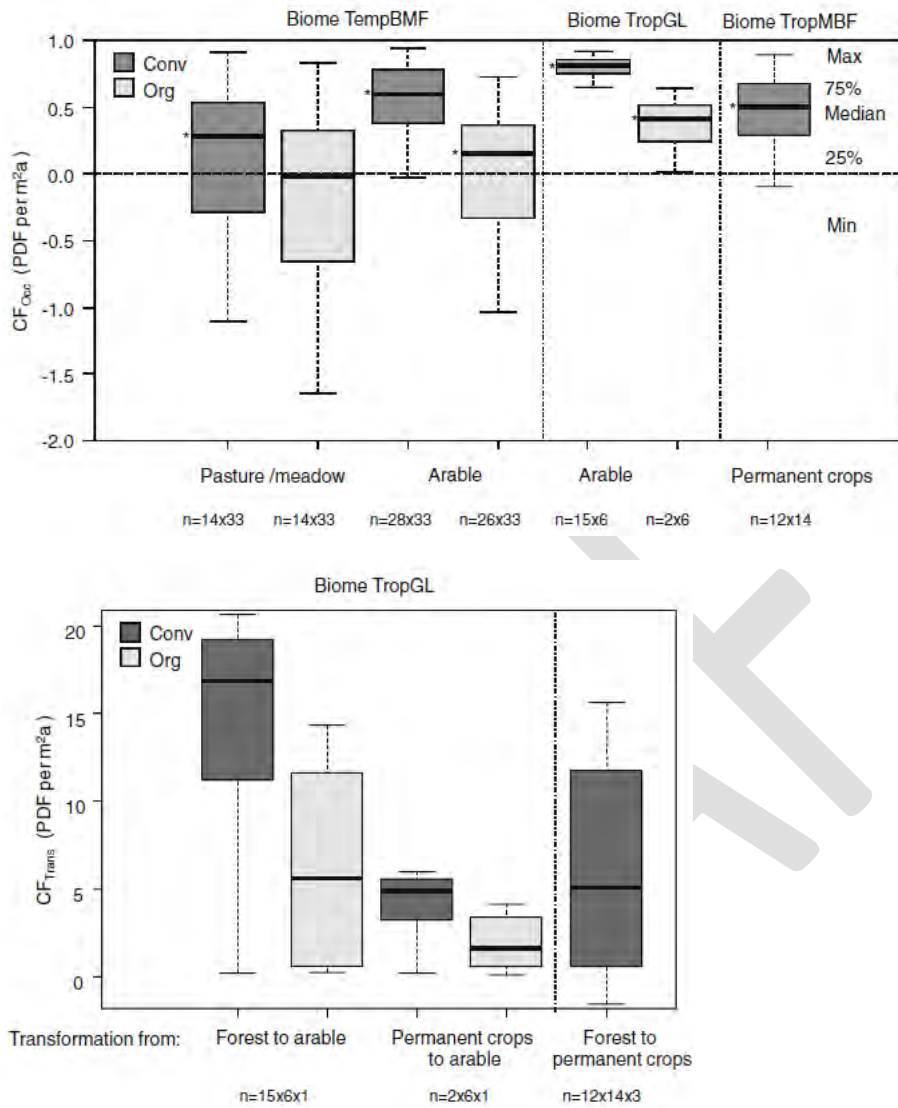 Biome TempBMF Biome TropGL Biome TropMBF
1.0
0.5
0.0
-0.5
-1.0
-1.5
-2.0
CF_Occ (PDF per m²a)
Conv
Org
*
*
*
*
*
*
Max
75%
Median
25%
Min
Pasture /meadow Arable Arable Permanent crops
n=14x33 n=14x33 n=28x33 n=26x33 n=15x6 n=2x6 n=12x14
Biome TropGL
20
15
10
5
0
CF_Trans (PDF per m²a)
Conv
Org
Transformation from: Forest to arable Permanent crops Forest to
to arable permanent crops
n=15x6x1 n=2x6x1 n=12x14x3